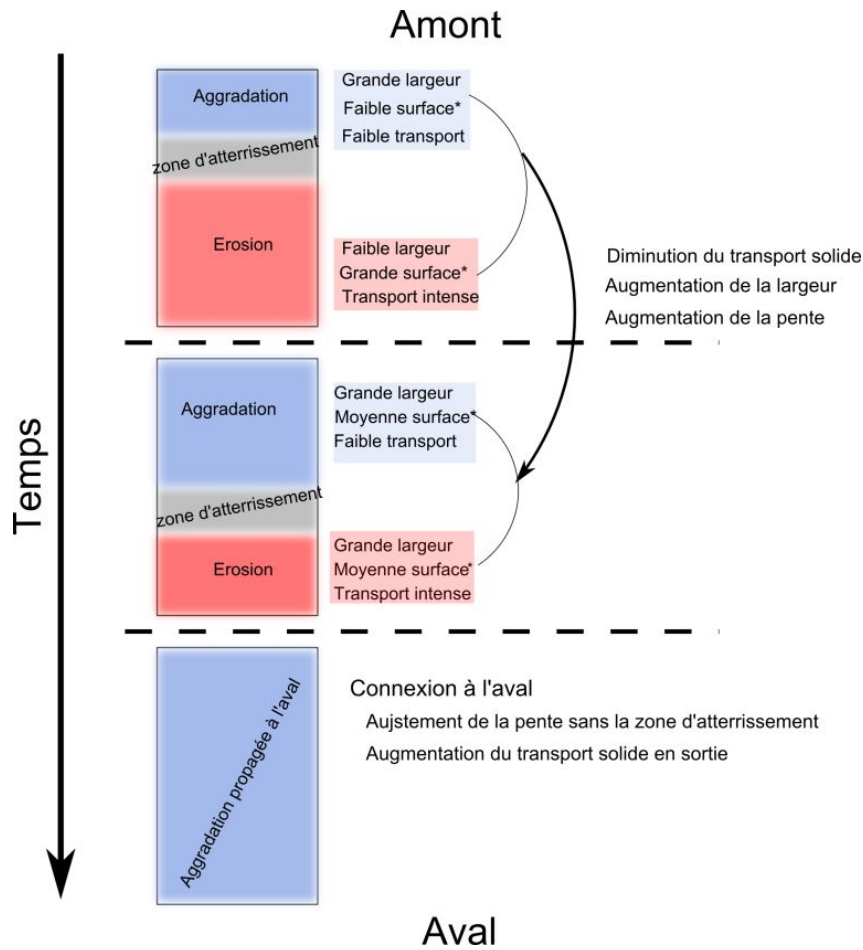 Amont
Temps
Aggradation
zone d'atterrissement
Erosion
Grande largeur
Faible surface*
Faible transport
Faible largeur
Grande surface*
Transport intense
Diminution du transport solide
Augmentation de la largeur
Augmentation de la pente
Aggradation
zone d'atterrissement
Erosion
Grande largeur
Moyenne surface*
Faible transport
Grande largeur
Moyenne surface*
Transport intense
Aggradation propagée à l'aval
Connexion à l'aval
Aujstement de la pente sans la zone d'atterrissement
Augmentation du transport solide en sortie
Aval